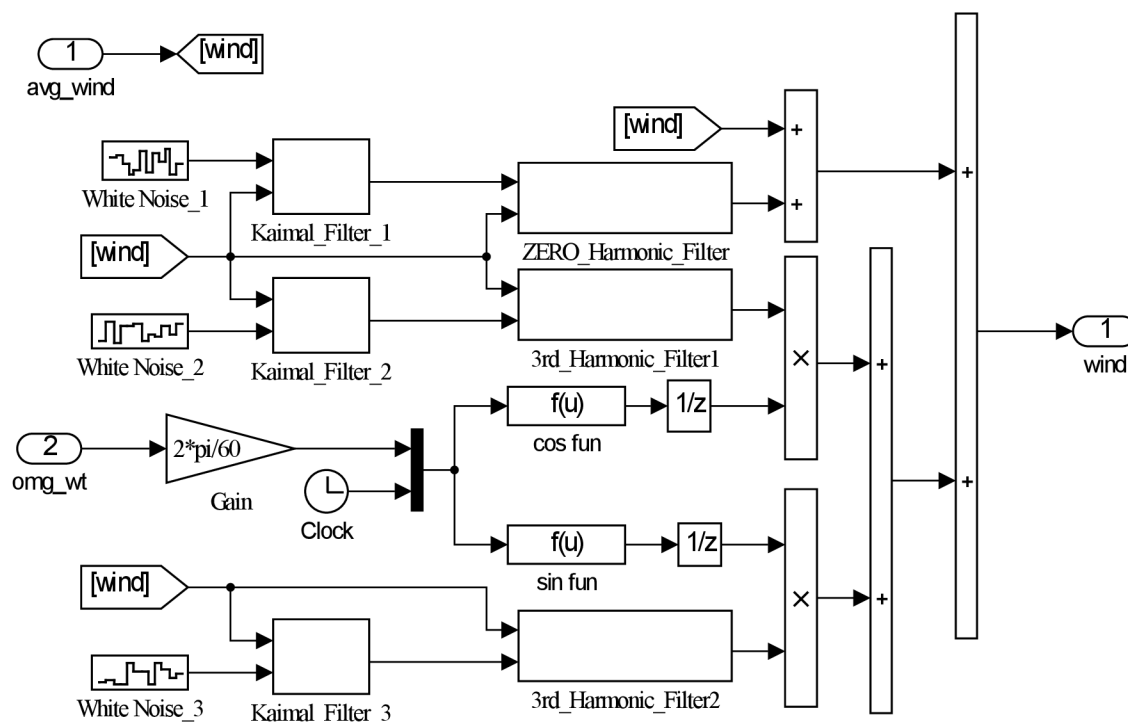 1
[wind]
avg_wind
[wind]
+
White Noise_1
Kaimal_Filter_1
+
+
ZERO_Harmonic_Filter
[wind]
White Noise_2
Kaimal_Filter_2
3rd_Harmonic_Filter1
×
+
1
wind
f(u)
1/z
cos fun
2
omg_wt
2*pi/60
Gain
Clock
+
f(u)
1/z
sin fun
[wind]
×
+
White Noise_3
Kaimal_Filter_3
3rd_Harmonic_Filter2